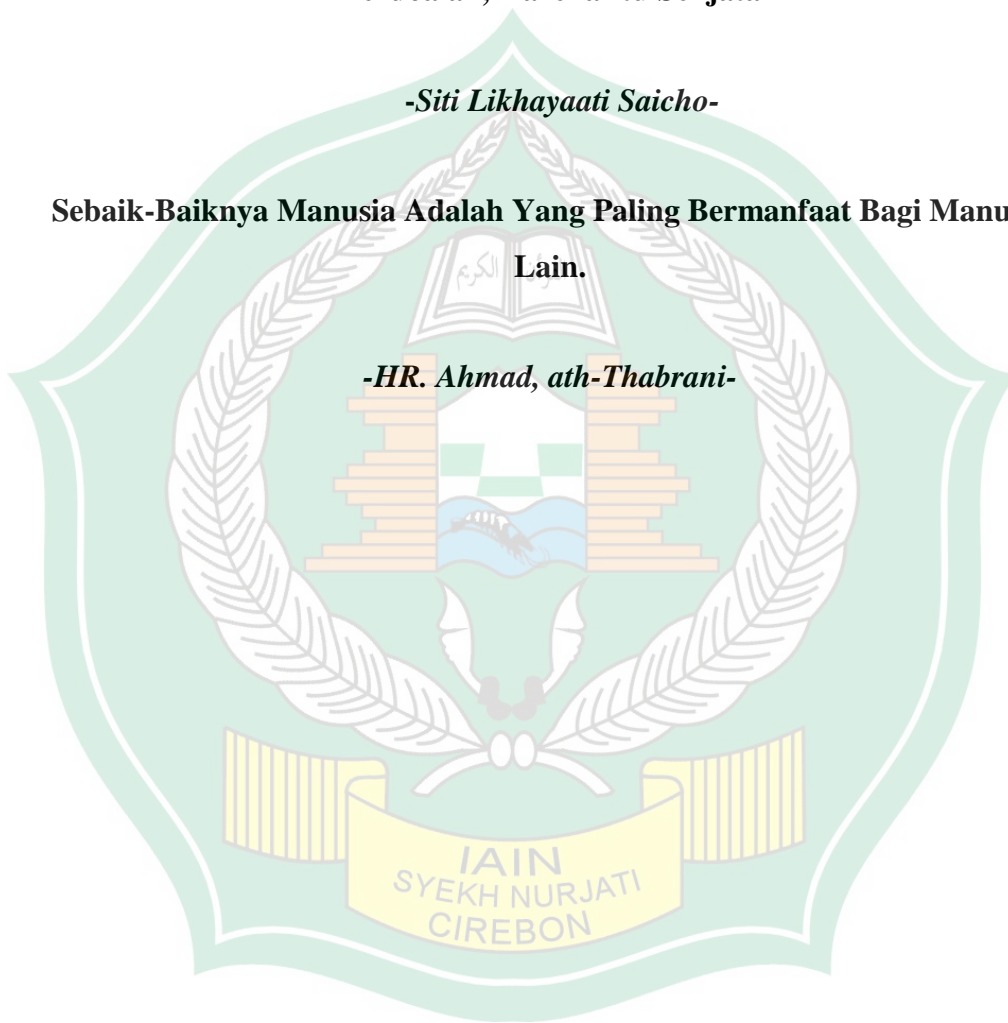 -Siti Likhayaati Saicho-
Sebaik-Baiknya Manusia Adalah Yang Paling Bermanfaat Bagi Manu
Lain.
الكريم
-HR. Ahmad, ath-Thabrani-
IAIN
SYEKH NURJATI
CIREBON